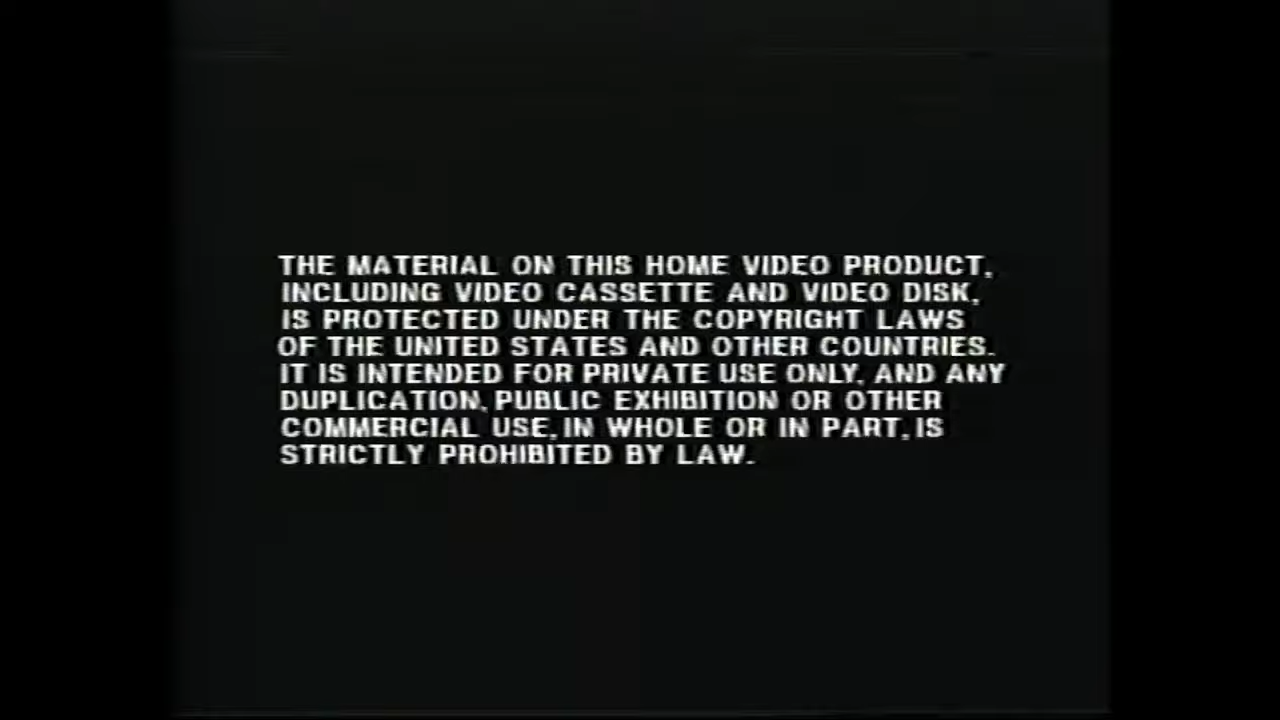 THE MATERIAL ON THIS HOME VIDEO PRODUCT,
INCLUDING VIDEO CASSETTE AND VIDEO DISK,
IS PROTECTED UNDER THE COPYRIGHT LAWS
OF THE UNITED STATES AND OTHER COUNTRIES.
IT IS INTENDED FOR PRIVATE USE ONLY, AND ANY
DUPLICATION, PUBLIC EXHIBITION OR OTHER
COMMERCIAL USE, IN WHOLE OR IN PART, IS
STRICTLY PROHIBITED BY LAW.